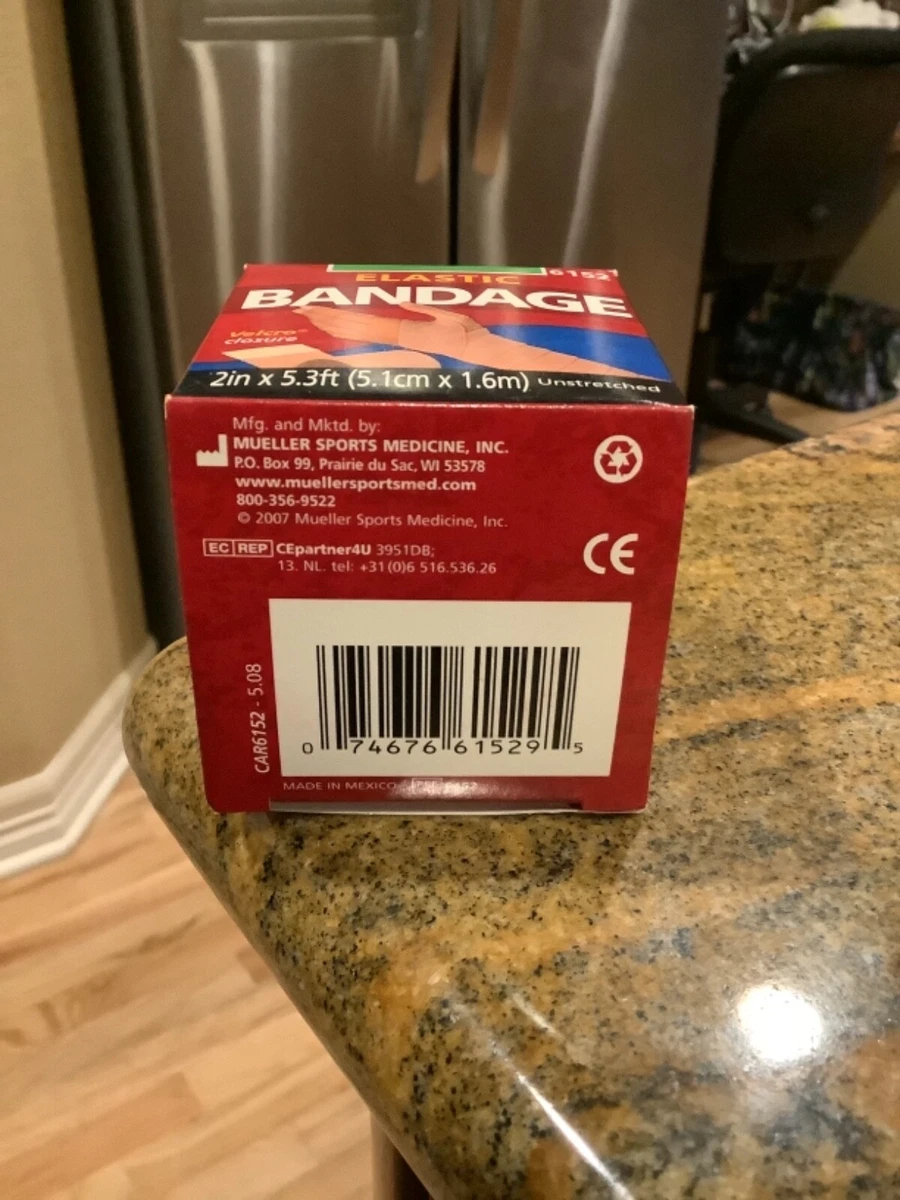 6152
ELASTIC
BANDAGE
Velcro®
closure
2in x 5.3ft (5.1cm x 1.6m) Unstretched
Mfg. and Mktd. by:
MUELLER SPORTS MEDICINE, INC.
P.O. Box 99, Prairie du Sac, WI 53578
www.muellersportsmed.com
800-356-9522
© 2007 Mueller Sports Medicine, Inc.
EC REP CEpartner4U 3951DB;
13. NL. tel: +31(0)6 516.536.26
CE
CAR6152 - 5.08
0 74676 61529 5
MADE IN MEXICO REF 6152